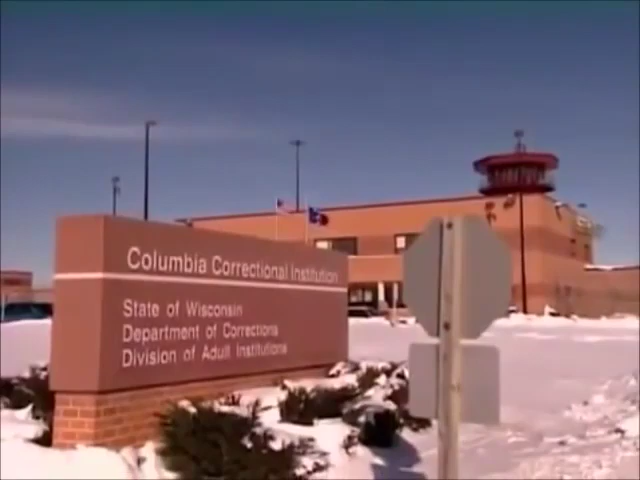 Columbia Correctional Institution
State of Wisconsin
Department of Corrections
Division of Adult Institutions